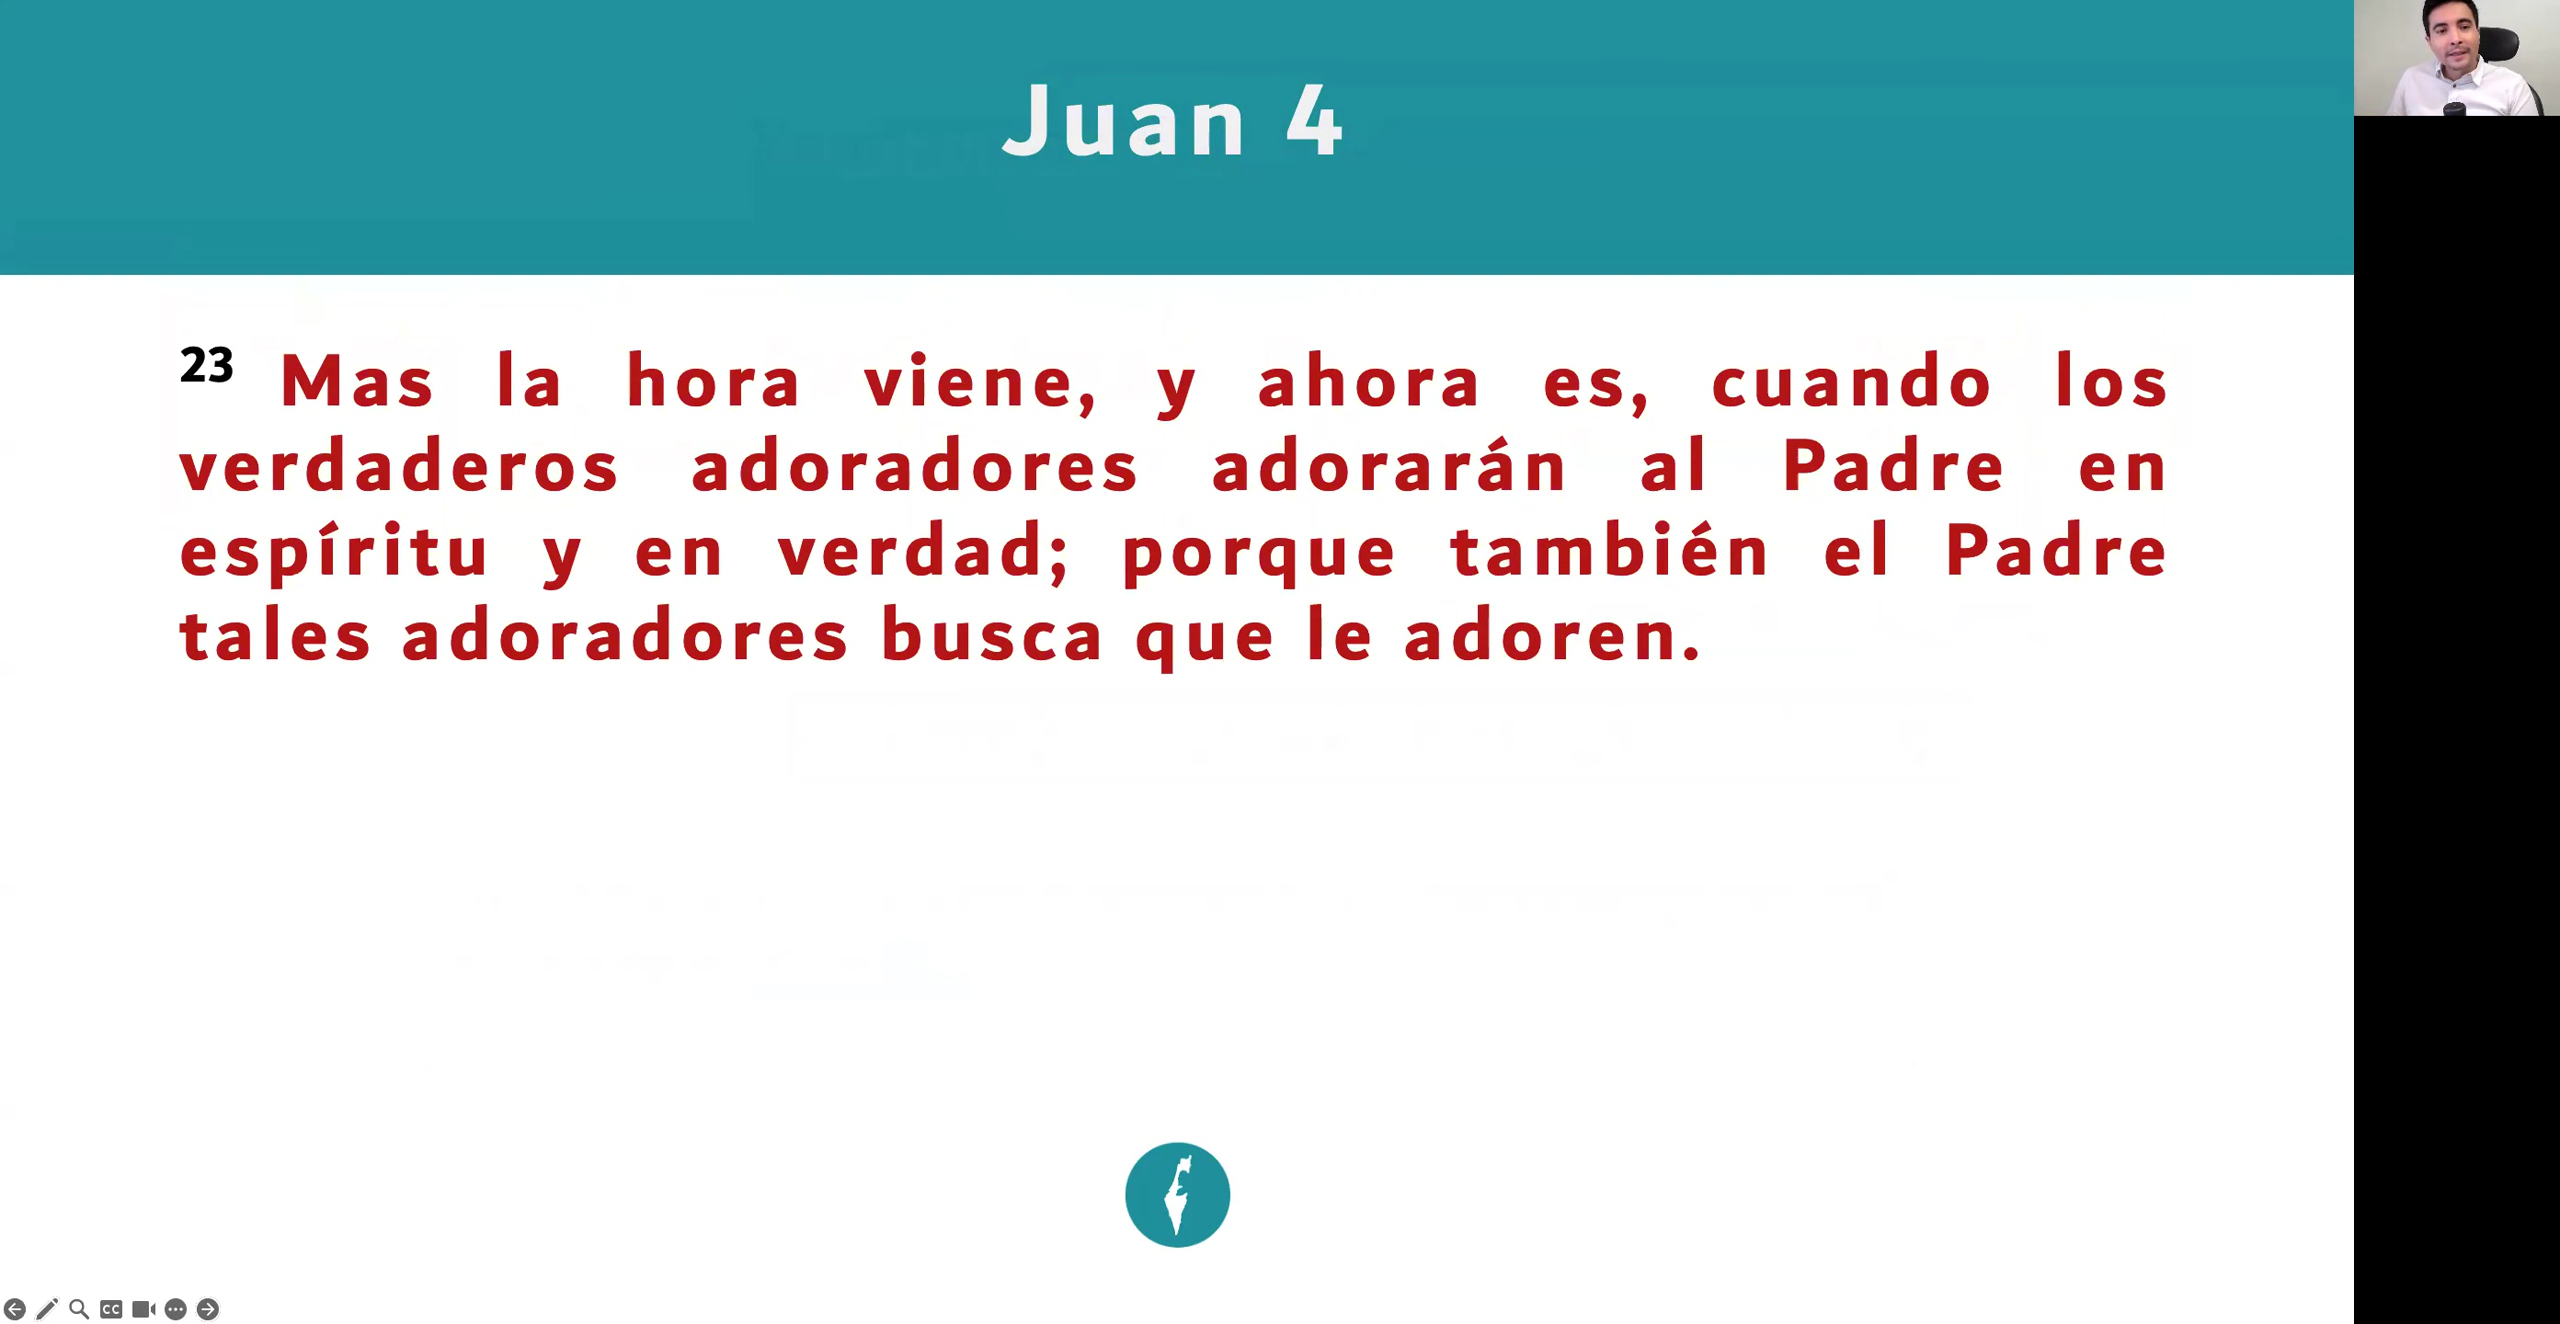 Juan 4
23 Mas la hora viene, y ahora es, cuando los
verdaderos adoradores adorarán al Padre en
espíritu y en verdad; porque también el Padre
tales adoradores busca que le adoren.
CC